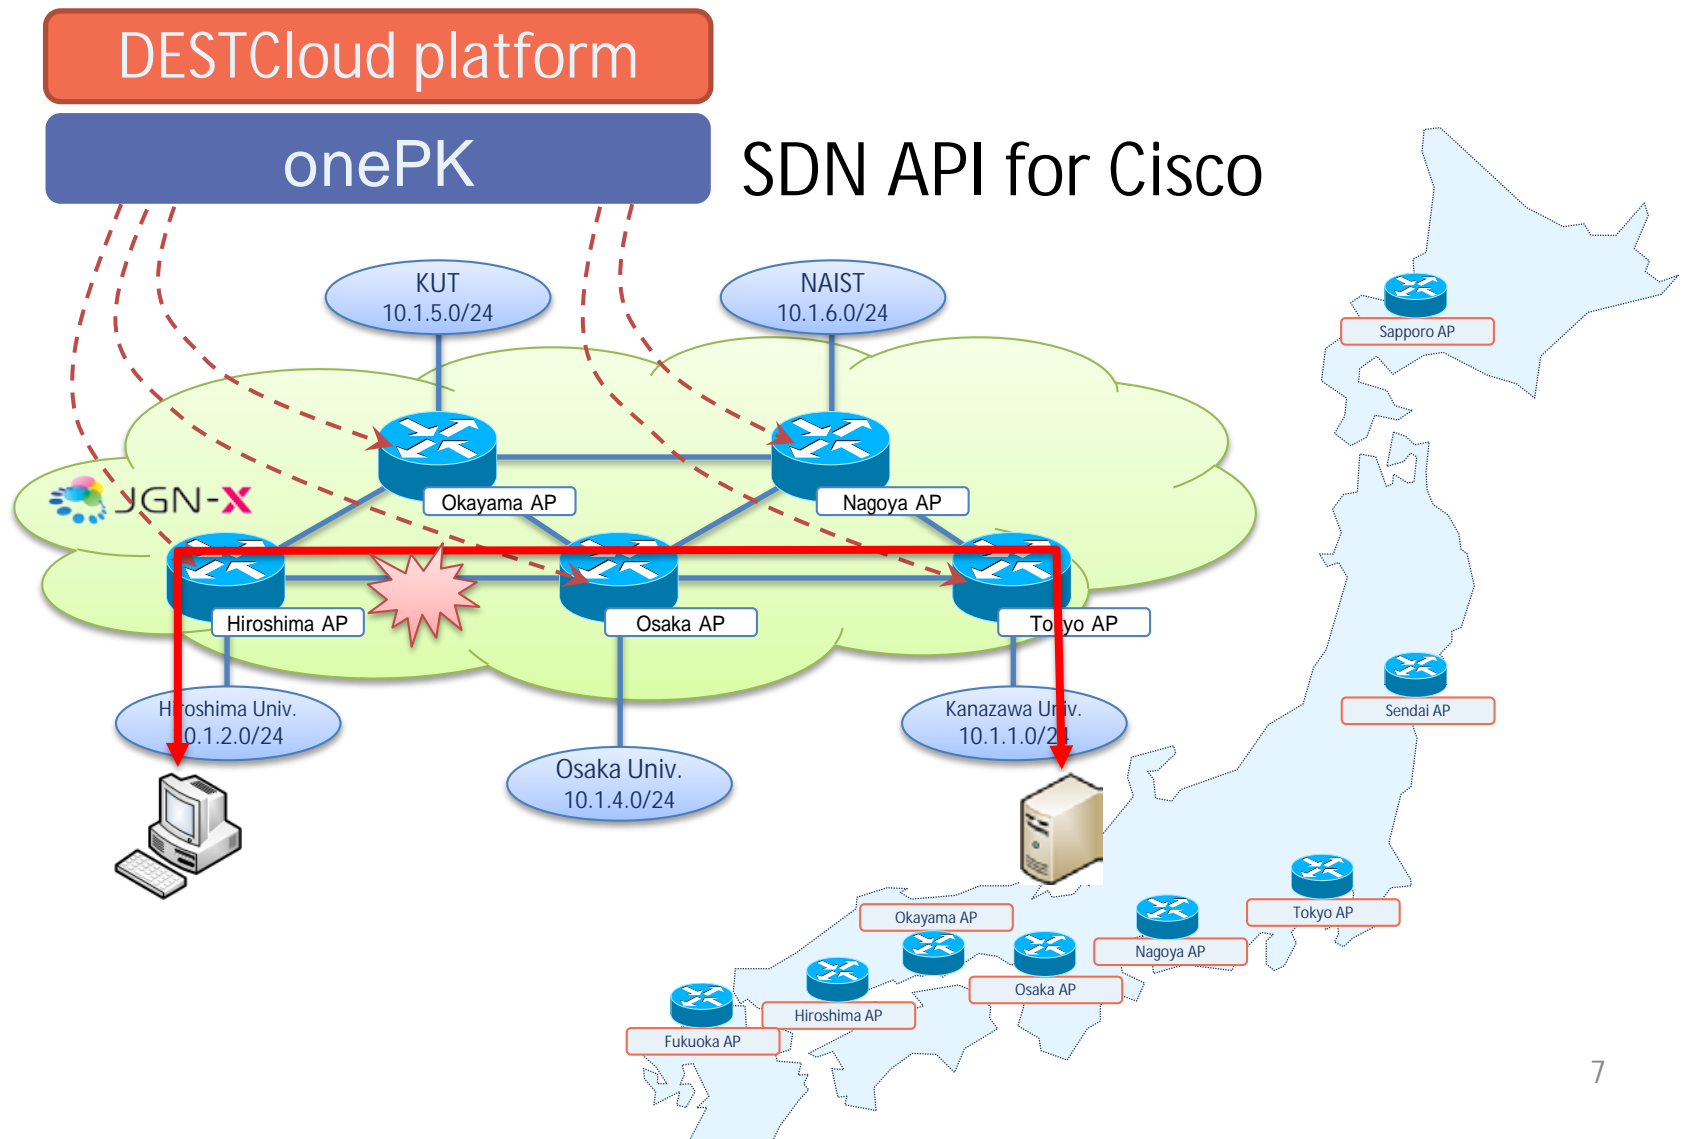 DESTCloud platform
onePK
SDN API for Cisco
KUT
10.1.5.0/24
NAIST
10.1.6.0/24
Sapporo AP
JGN-X
Okayama AP
Nagoya AP
Hiroshima AP
Osaka AP
Tokyo AP
Hiroshima Univ.
10.1.2.0/24
Kanazawa Univ.
10.1.1.0/24
Sendai AP
Osaka Univ.
10.1.4.0/24
Okayama AP
Tokyo AP
Nagoya AP
Osaka AP
Hiroshima AP
Fukuoka AP
7